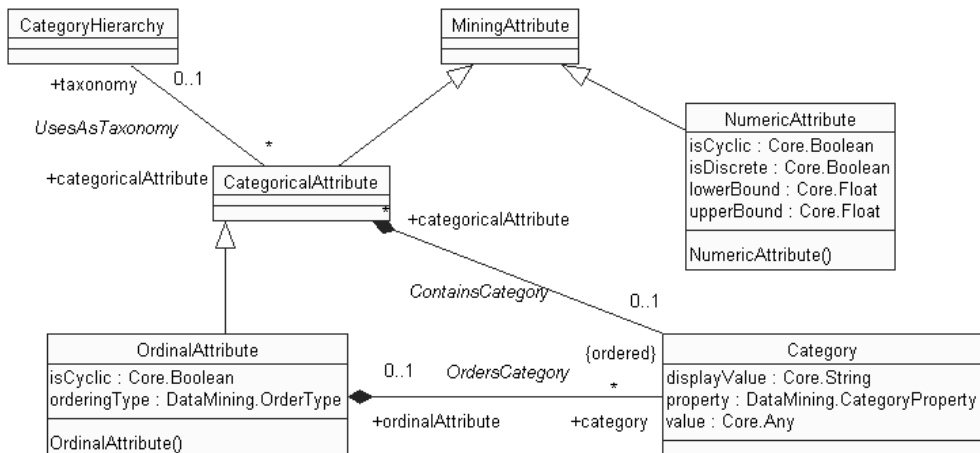 CategoryHierarchy
MiningAttribute
+taxonomy
0..1
UsesAsTaxonomy
*
+categoricalAttribute
CategoricalAttribute
*
+categoricalAttribute
NumericAttribute
isCyclic : Core.Boolean
isDiscrete : Core.Boolean
lowerBound : Core.Float
upperBound : Core.Float
NumericAttribute()
ContainsCategory
0..1
OrdinalAttribute
isCyclic : Core.Boolean
orderingType : DataMining.OrderType
OrdinalAttribute()
0..1
OrdersCategory
{ordered}
*
+ordinalAttribute
+category
Category
displayValue : Core.String
property : DataMining.CategoryProperty
value : Core.Any